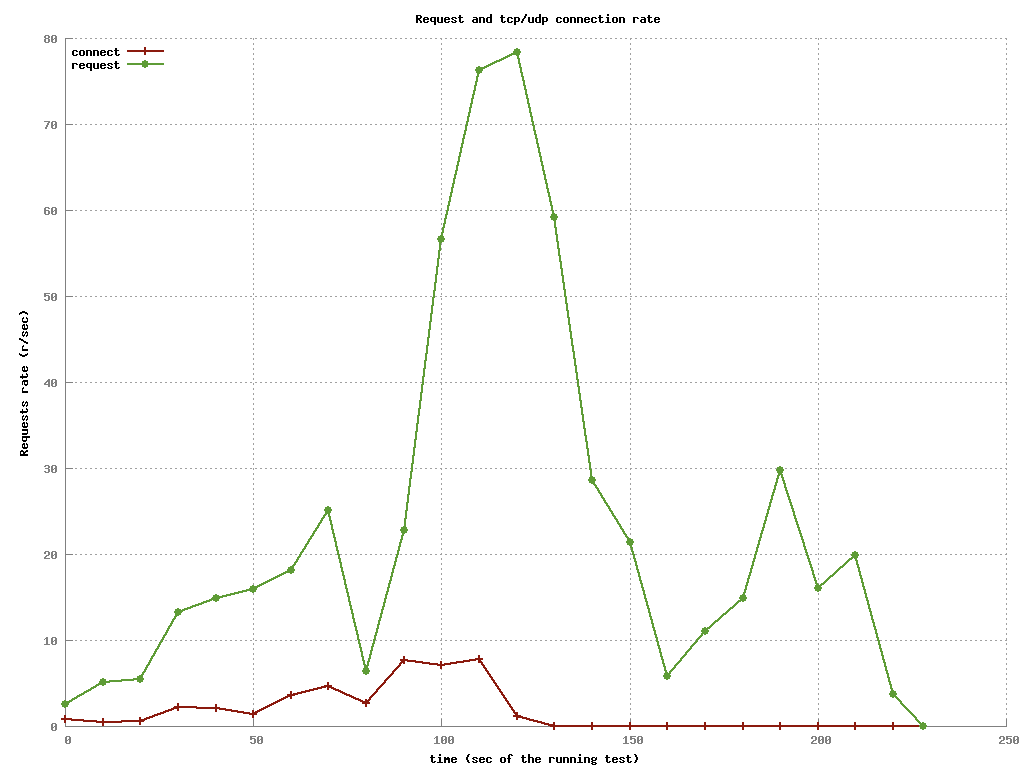 Request and tcp/udp connection rate
connect
request
80
70
60
50
40
30
20
10
0
Requests rate (r/sec)
0 50 100 150 200 250
time (sec of the running test)